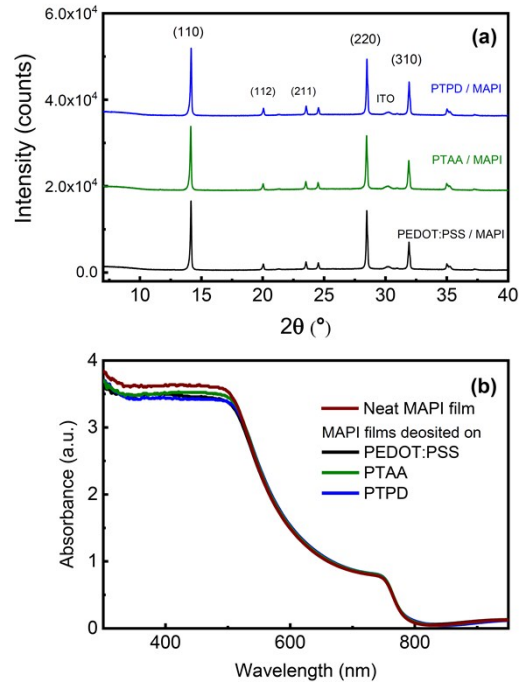 6.0x10⁴
(110)
(220)
(a)
(310)
(112)
(211)
ITO
PTPD / MAPI
4.0x10⁴
PTAA / MAPI
2.0x10⁴
PEDOT:PSS / MAPI
0.0
Intensity (counts)
10 15 20 25 30 35 40
2θ (°)
4
(b)
Neat MAPI film
MAPI films deosited on
3
PEDOT:PSS
PTAA
PTPD
2
1
0
Absorbance (a.u.)
400 600 800
Wavelength (nm)